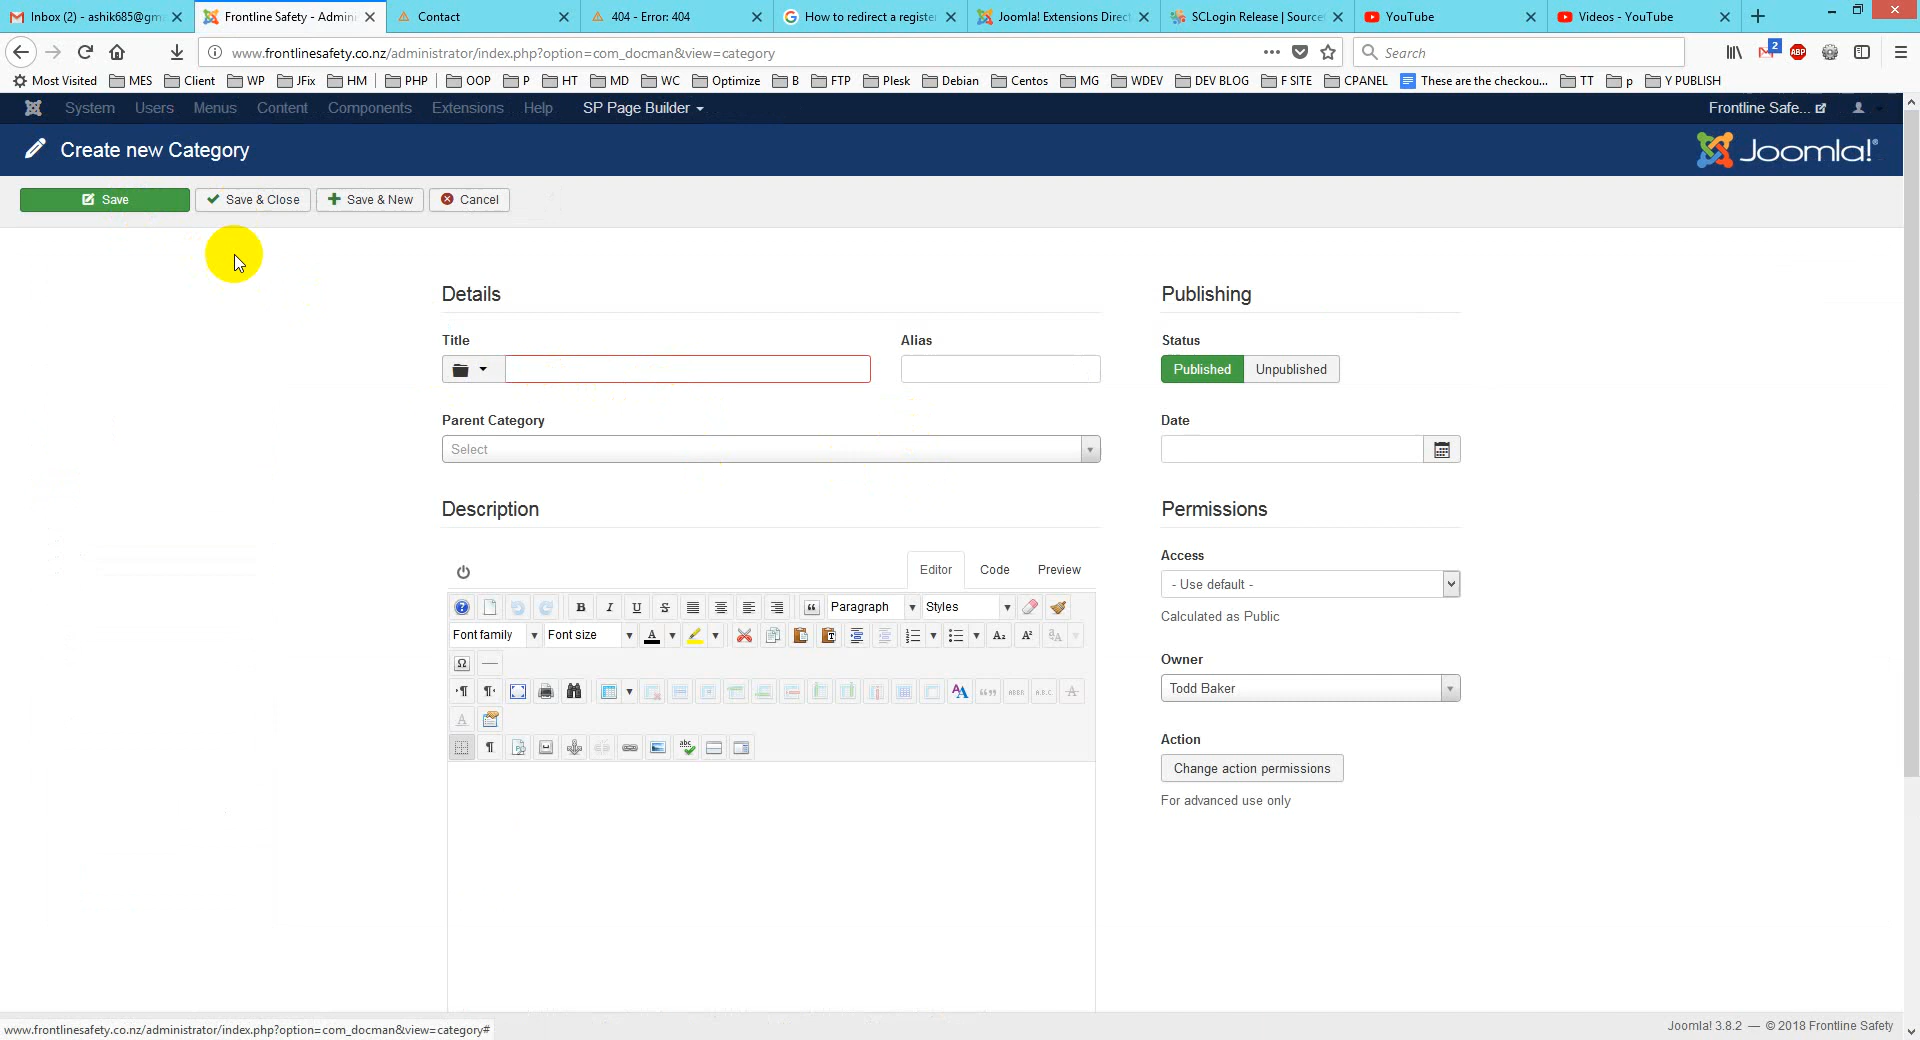 Inbox (2) - ashik685@gm
Frontline Safety - Admin
Contact
404 - Error: 404
How to redirect a registe
Joomla! Extensions Direct
SCLogin Release | Source
YouTube
Videos - YouTube
www.frontlinesafety.co.nz/administrator/index.php?option=com_docman&view=category
Search
2
ABP
Most Visited MES Client WP JFix HM PHP OOP P HT MD WC Optimize B FTP Plesk Debian Centos MG WDEV DEV BLOG F SITE CPANEL These are the checkou... TT p Y PUBLISH
System Users Menus Content Components Extensions Help SP Page Builder Frontline Safe...
Create new Category
Joomla!
Save Save & Close Save & New Cancel
Details
Publishing
Title
Alias
Status
Published Unpublished
Parent Category
Date
Select
Description
Permissions
Access
Editor Code Preview
- Use default -
B I U S Paragraph Styles
Calculated as Public
Font family Font size A
Owner
Todd Baker
Action
Change action permissions
For advanced use only
www.frontlinesafety.co.nz/administrator/index.php?option=com_docman&view=category#
Joomla! 3.8.2 — © 2018 Frontline Safety